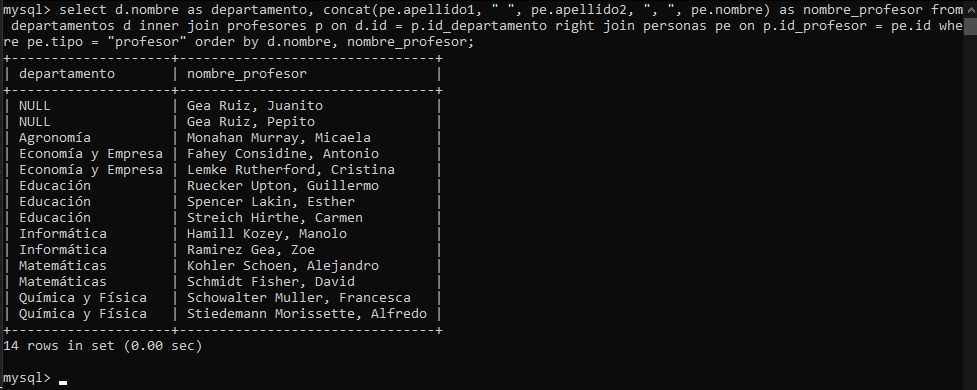 mysql> select d.nombre as departamento, concat(pe.apellido1, " ", pe.apellido2, ", ", pe.nombre) as nombre_profesor from
 departamentos d inner join profesores p on d.id = p.id_departamento right join personas pe on p.id_profesor = pe.id whe
re pe.tipo = "profesor" order by d.nombre, nombre_profesor;
+--------------------+-------------------------------+
| departamento       | nombre_profesor               |
+--------------------+-------------------------------+
| NULL               | Gea Ruiz, Juanito             |
| NULL               | Gea Ruiz, Pepito              |
| Agronomía          | Monahan Murray, Micaela       |
| Economía y Empresa | Fahey Considine, Antonio      |
| Economía y Empresa | Lemke Rutherford, Cristina    |
| Educación          | Ruecker Upton, Guillermo      |
| Educación          | Spencer Lakin, Esther         |
| Educación          | Streich Hirthe, Carmen        |
| Informática        | Hamill Kozey, Manolo          |
| Informática        | Ramirez Gea, Zoe              |
| Matemáticas        | Kohler Schoen, Alejandro      |
| Matemáticas        | Schmidt Fisher, David         |
| Química y Física   | Schowalter Muller, Francesca  |
| Química y Física   | Stiedemann Morissette, Alfredo |
+--------------------+-------------------------------+
14 rows in set (0.00 sec)
mysql>